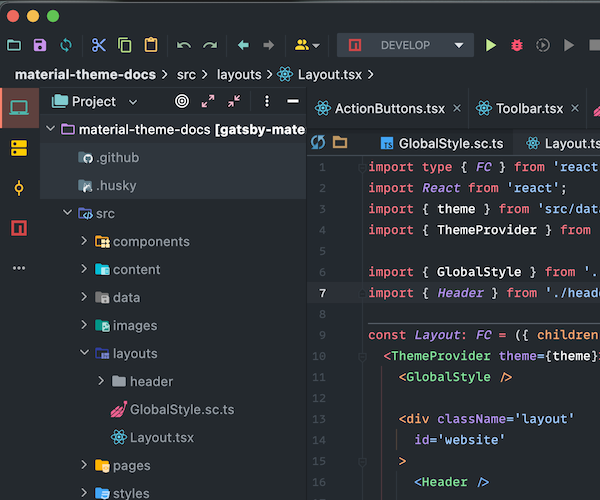 DEVELOP
material-theme-docs > src > layouts > Layout.tsx >
Project
ActionButtons.tsx
Toolbar.tsx
material-theme-docs [gatsby-mate
GlobalStyle.sc.ts
Layout.ts
.github
.husky
src
components
content
data
images
layouts
header
GlobalStyle.sc.ts
Layout.tsx
pages
styles
1 import type { FC } from 'react
2 import React from 'react';
3 import { theme } from 'src/data
4 import { ThemeProvider } from
5
6 import { GlobalStyle } from '.
7 import { Header } from './heade
8
9 const Layout: FC = ({ children
10 <ThemeProvider theme={theme}>
11 <GlobalStyle />
12
13 <div className='layout'
14 id='website'
15 >
16 <Header />